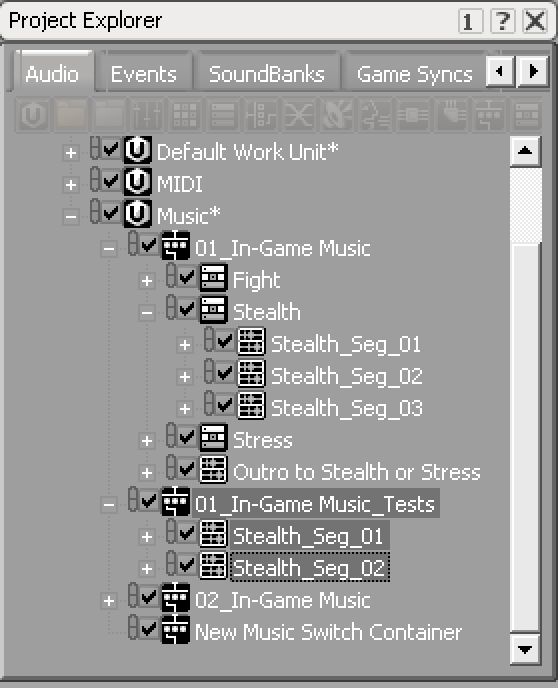 Project Explorer 1 ? X
Audio Events SoundBanks Game Syncs
Default Work Unit*
MIDI
Music*
01_In-Game Music
Fight
Stealth
Stealth_Seg_01
Stealth_Seg_02
Stealth_Seg_03
Stress
Outro to Stealth or Stress
01_In-Game Music_Tests
Stealth_Seg_01
Stealth_Seg_02
02_In-Game Music
New Music Switch Container